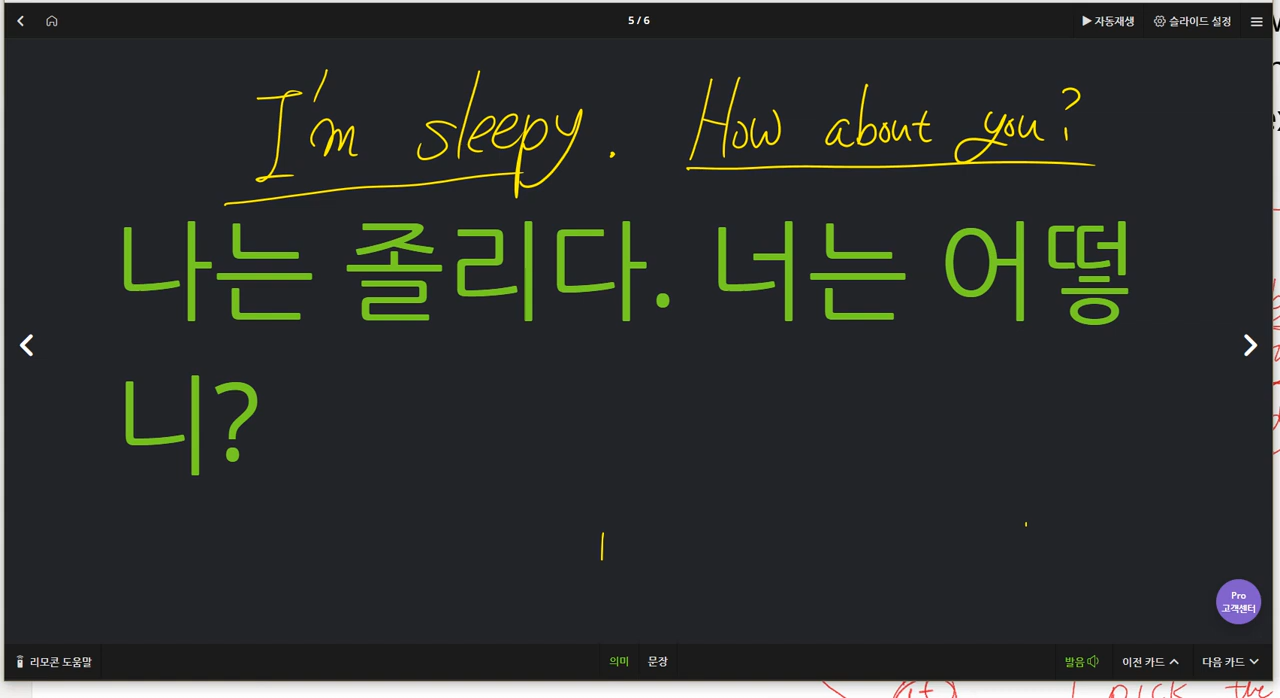 5 / 6
자동재생
슬라이드 설정
I'm sleepy. How about you?
나는 졸리다. 너는 어떻
니?
Pro
고객센터
리모콘 도움말
의미
문장
발음
이전 카드
다음 카드
I pick the